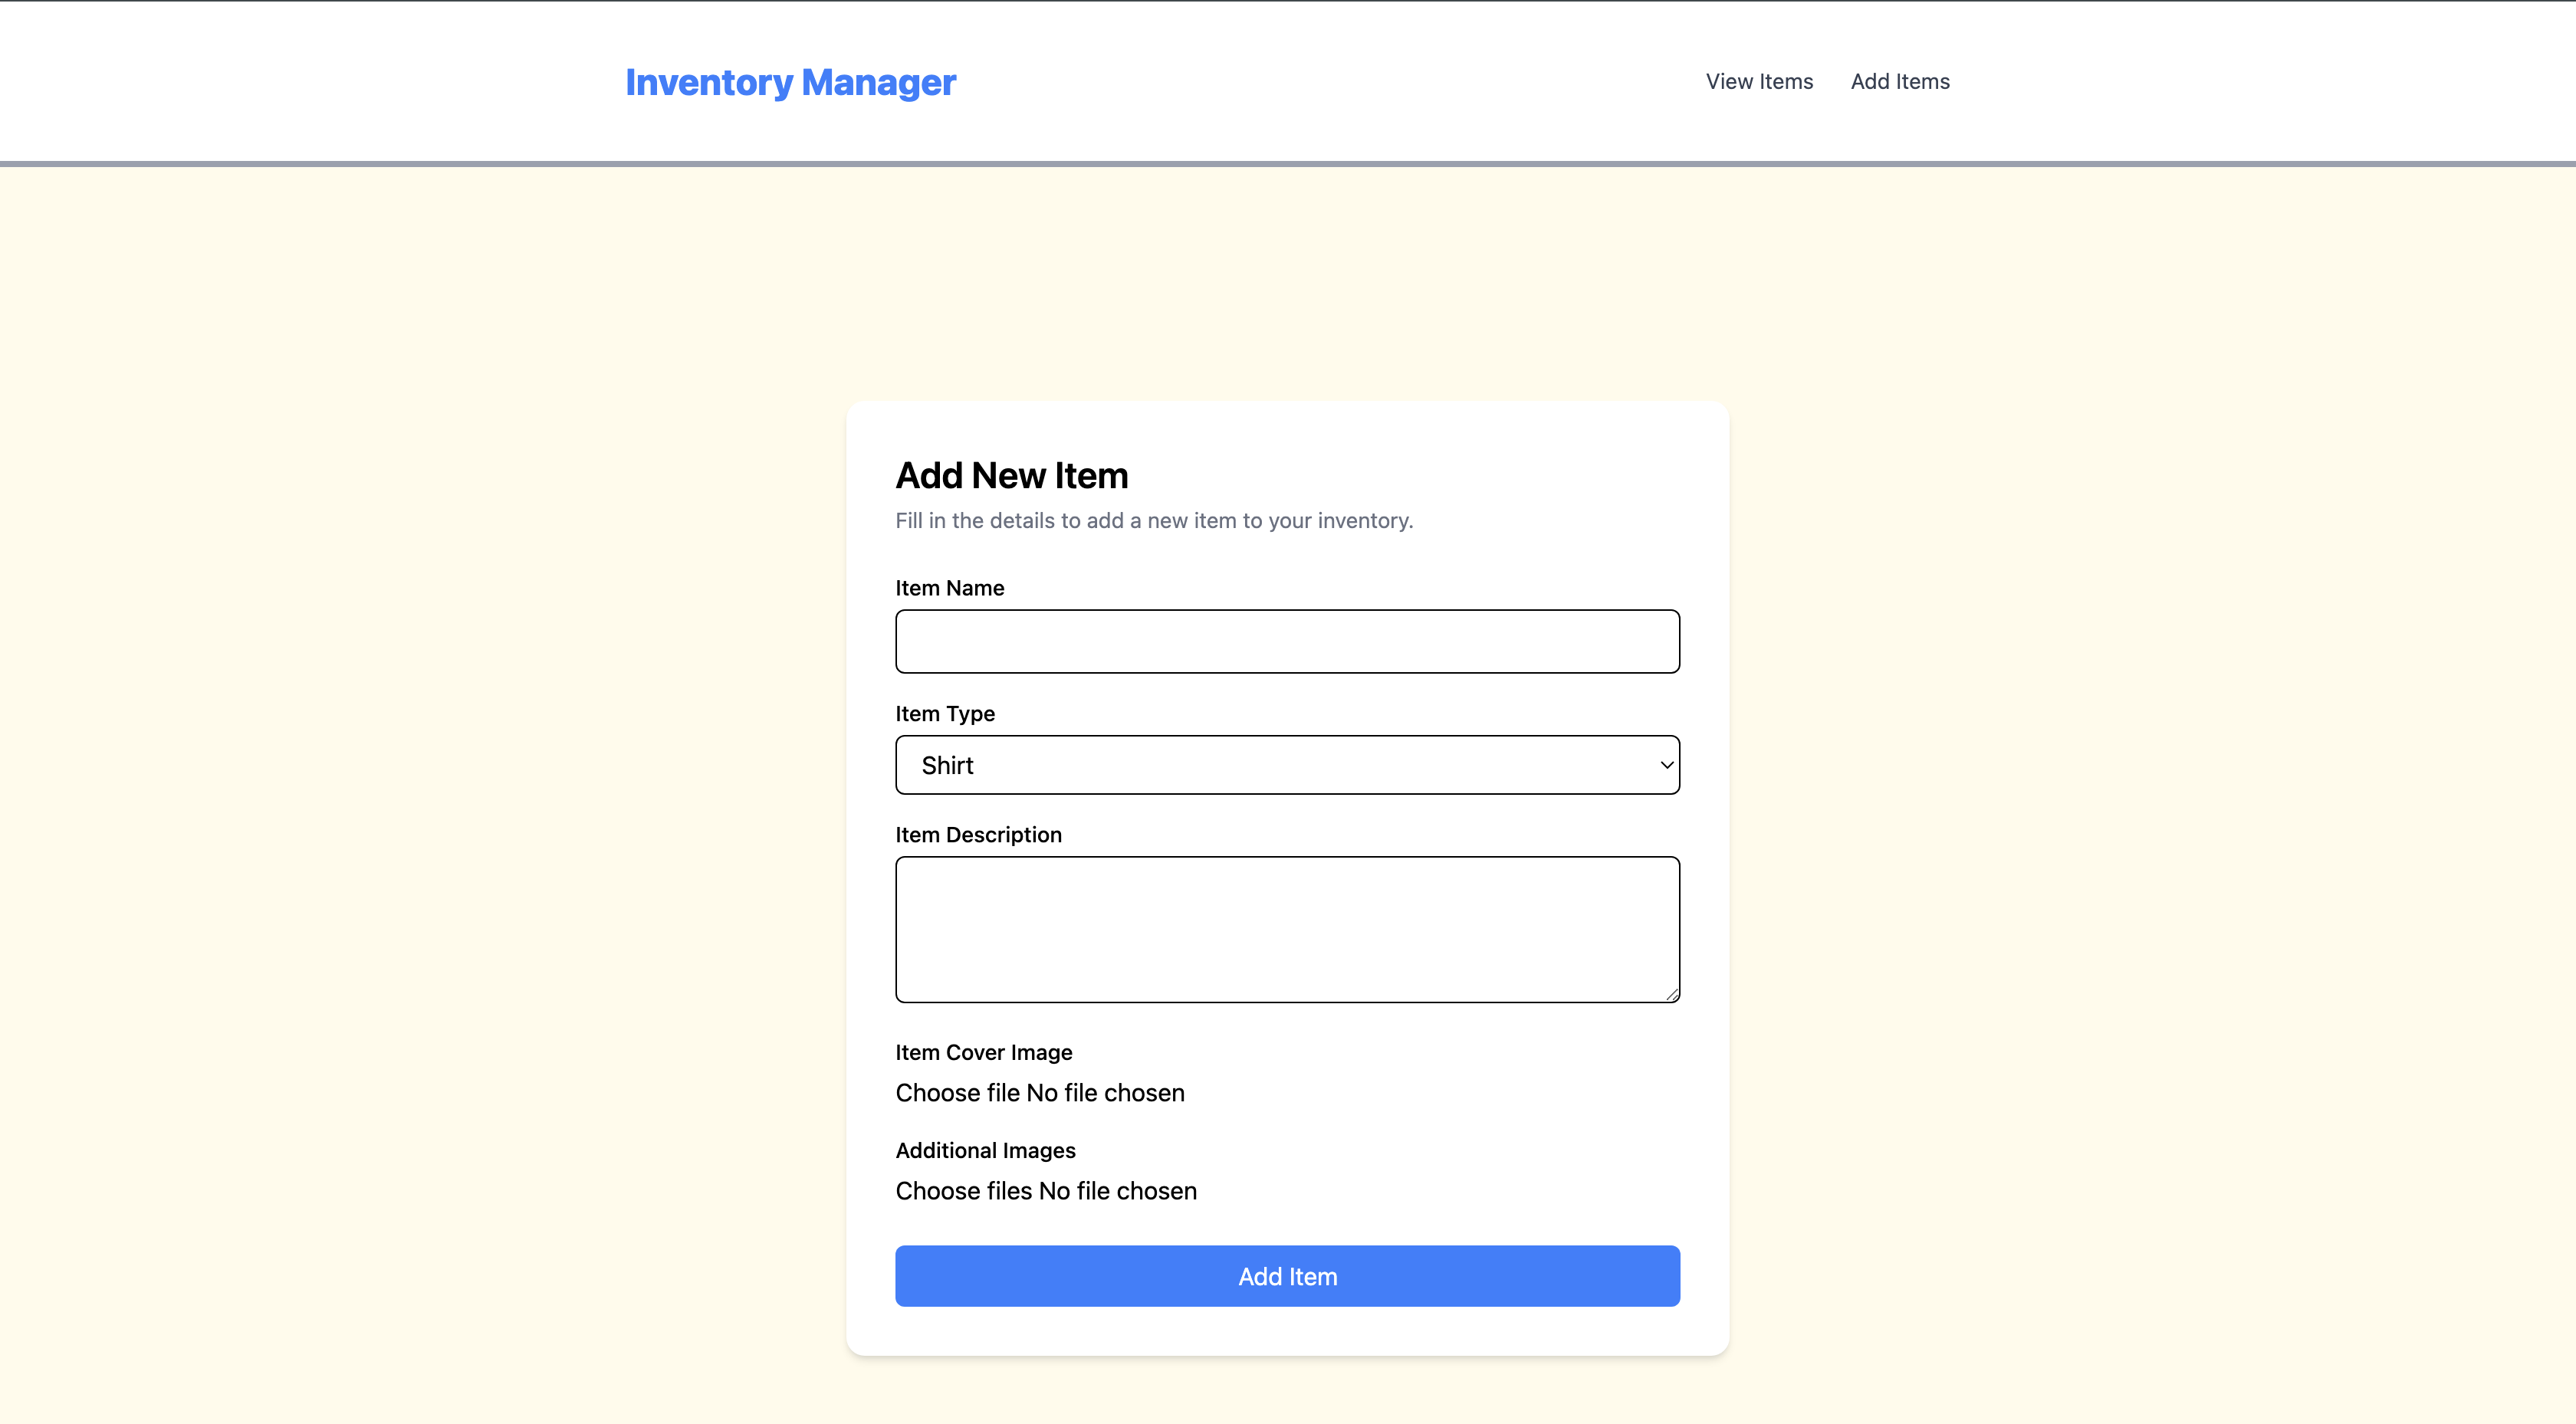 Inventory Manager
View Items
Add Items
Add New Item
Fill in the details to add a new item to your inventory.
Item Name
Item Type
Shirt
Item Description
Item Cover Image
Choose file No file chosen
Additional Images
Choose files No file chosen
Add Item